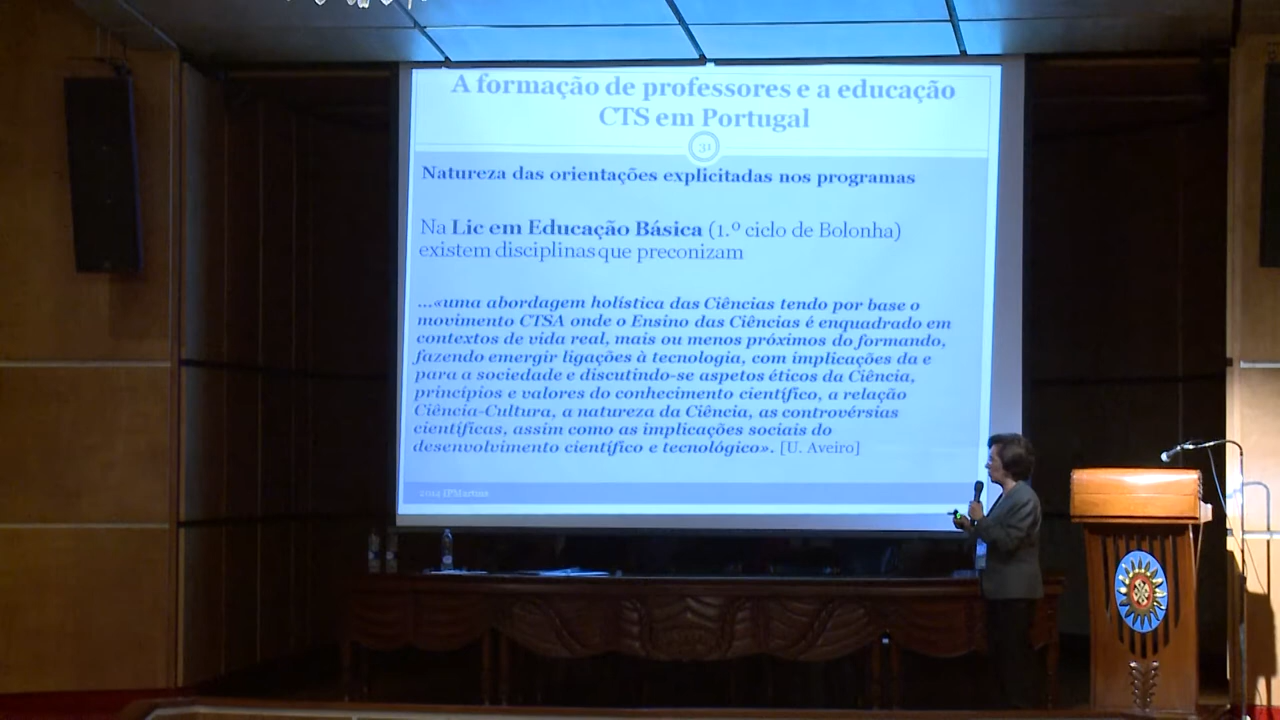 A formação de professores e a educação
CTS em Portugal
31
Natureza das orientações explicitadas nos programas
Na Lic em Educação Básica (1.º ciclo de Bolonha)
existem disciplinas que preconizam
...«uma abordagem holística das Ciências tendo por base o
movimento CTSA onde o Ensino das Ciências é enquadrado em
contextos de vida real, mais ou menos próximos do formando,
fazendo emergir ligações à tecnologia, com implicações da e
para a sociedade e discutindo-se aspetos éticos da Ciência,
princípios e valores do conhecimento científico, a relação
Ciência-Cultura, a natureza da Ciência, as controvérsias
científicas, assim como as implicações sociais do
desenvolvimento científico e tecnológico». [U. Aveiro]
2014 IPMartins